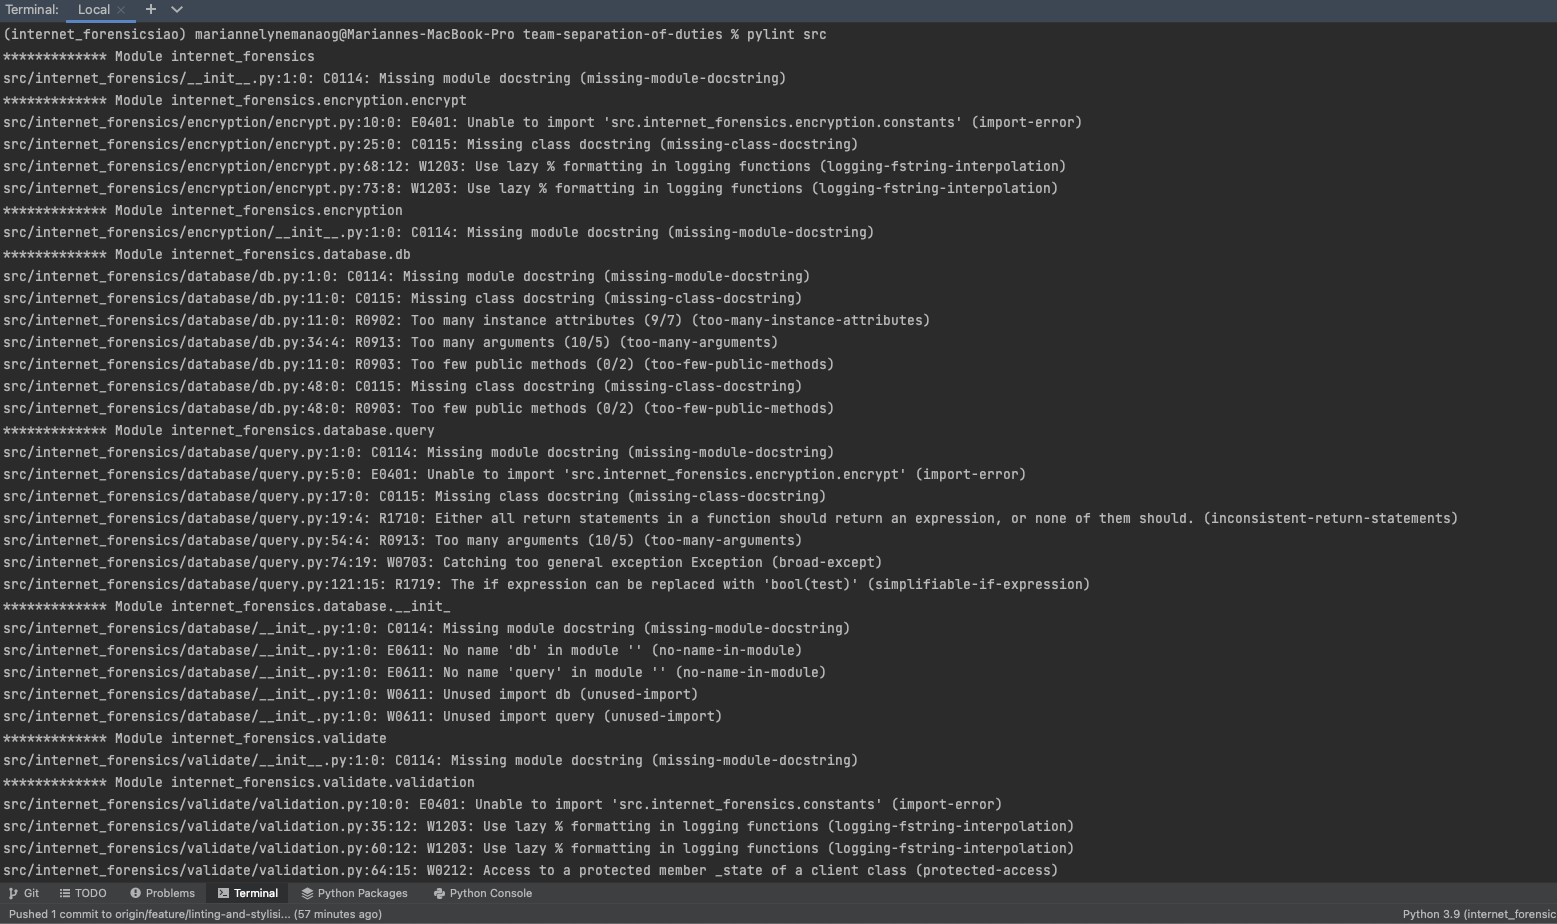 Terminal: Local × +
(internet_forensicsiao) mariannelynemanaog@Mariannes-MacBook-Pro team-separation-of-duties % pylint src
************* Module internet_forensics
src/internet_forensics/__init__.py:1:0: C0114: Missing module docstring (missing-module-docstring)
************* Module internet_forensics.encryption.encrypt
src/internet_forensics/encryption/encrypt.py:10:0: E0401: Unable to import 'src.internet_forensics.encryption.constants' (import-error)
src/internet_forensics/encryption/encrypt.py:25:0: C0115: Missing class docstring (missing-class-docstring)
src/internet_forensics/encryption/encrypt.py:68:12: W1203: Use lazy % formatting in logging functions (logging-fstring-interpolation)
src/internet_forensics/encryption/encrypt.py:73:8: W1203: Use lazy % formatting in logging functions (logging-fstring-interpolation)
************* Module internet_forensics.encryption
src/internet_forensics/encryption/__init__.py:1:0: C0114: Missing module docstring (missing-module-docstring)
************* Module internet_forensics.database.db
src/internet_forensics/database/db.py:1:0: C0114: Missing module docstring (missing-module-docstring)
src/internet_forensics/database/db.py:11:0: C0115: Missing class docstring (missing-class-docstring)
src/internet_forensics/database/db.py:11:0: R0902: Too many instance attributes (9/7) (too-many-instance-attributes)
src/internet_forensics/database/db.py:34:4: R0913: Too many arguments (10/5) (too-many-arguments)
src/internet_forensics/database/db.py:11:0: R0903: Too few public methods (0/2) (too-few-public-methods)
src/internet_forensics/database/db.py:48:0: C0115: Missing class docstring (missing-class-docstring)
src/internet_forensics/database/db.py:48:0: R0903: Too few public methods (0/2) (too-few-public-methods)
************* Module internet_forensics.database.query
src/internet_forensics/database/query.py:1:0: C0114: Missing module docstring (missing-module-docstring)
src/internet_forensics/database/query.py:5:0: E0401: Unable to import 'src.internet_forensics.encryption.encrypt' (import-error)
src/internet_forensics/database/query.py:17:0: C0115: Missing class docstring (missing-class-docstring)
src/internet_forensics/database/query.py:19:4: R1710: Either all return statements in a function should return an expression, or none of them should. (inconsistent-return-statements)
src/internet_forensics/database/query.py:54:4: R0913: Too many arguments (10/5) (too-many-arguments)
src/internet_forensics/database/query.py:74:19: W0703: Catching too general exception Exception (broad-except)
src/internet_forensics/database/query.py:121:15: R1719: The if expression can be replaced with 'bool(test)' (simplifiable-if-expression)
************* Module internet_forensics.database.__init_
src/internet_forensics/database/__init_.py:1:0: C0114: Missing module docstring (missing-module-docstring)
src/internet_forensics/database/__init_.py:1:0: E0611: No name 'db' in module '' (no-name-in-module)
src/internet_forensics/database/__init_.py:1:0: E0611: No name 'query' in module '' (no-name-in-module)
src/internet_forensics/database/__init_.py:1:0: W0611: Unused import db (unused-import)
src/internet_forensics/database/__init_.py:1:0: W0611: Unused import query (unused-import)
************* Module internet_forensics.validate
src/internet_forensics/validate/__init__.py:1:0: C0114: Missing module docstring (missing-module-docstring)
************* Module internet_forensics.validate.validation
src/internet_forensics/validate/validation.py:10:0: E0401: Unable to import 'src.internet_forensics.constants' (import-error)
src/internet_forensics/validate/validation.py:35:12: W1203: Use lazy % formatting in logging functions (logging-fstring-interpolation)
src/internet_forensics/validate/validation.py:60:12: W1203: Use lazy % formatting in logging functions (logging-fstring-interpolation)
src/internet_forensics/validate/validation.py:64:15: W0212: Access to a protected member _state of a client class (protected-access)
Git TODO Problems Terminal Python Packages Python Console
Pushed 1 commit to origin/feature/linting-and-stylisi... (57 minutes ago) Python 3.9 (internet_forensic